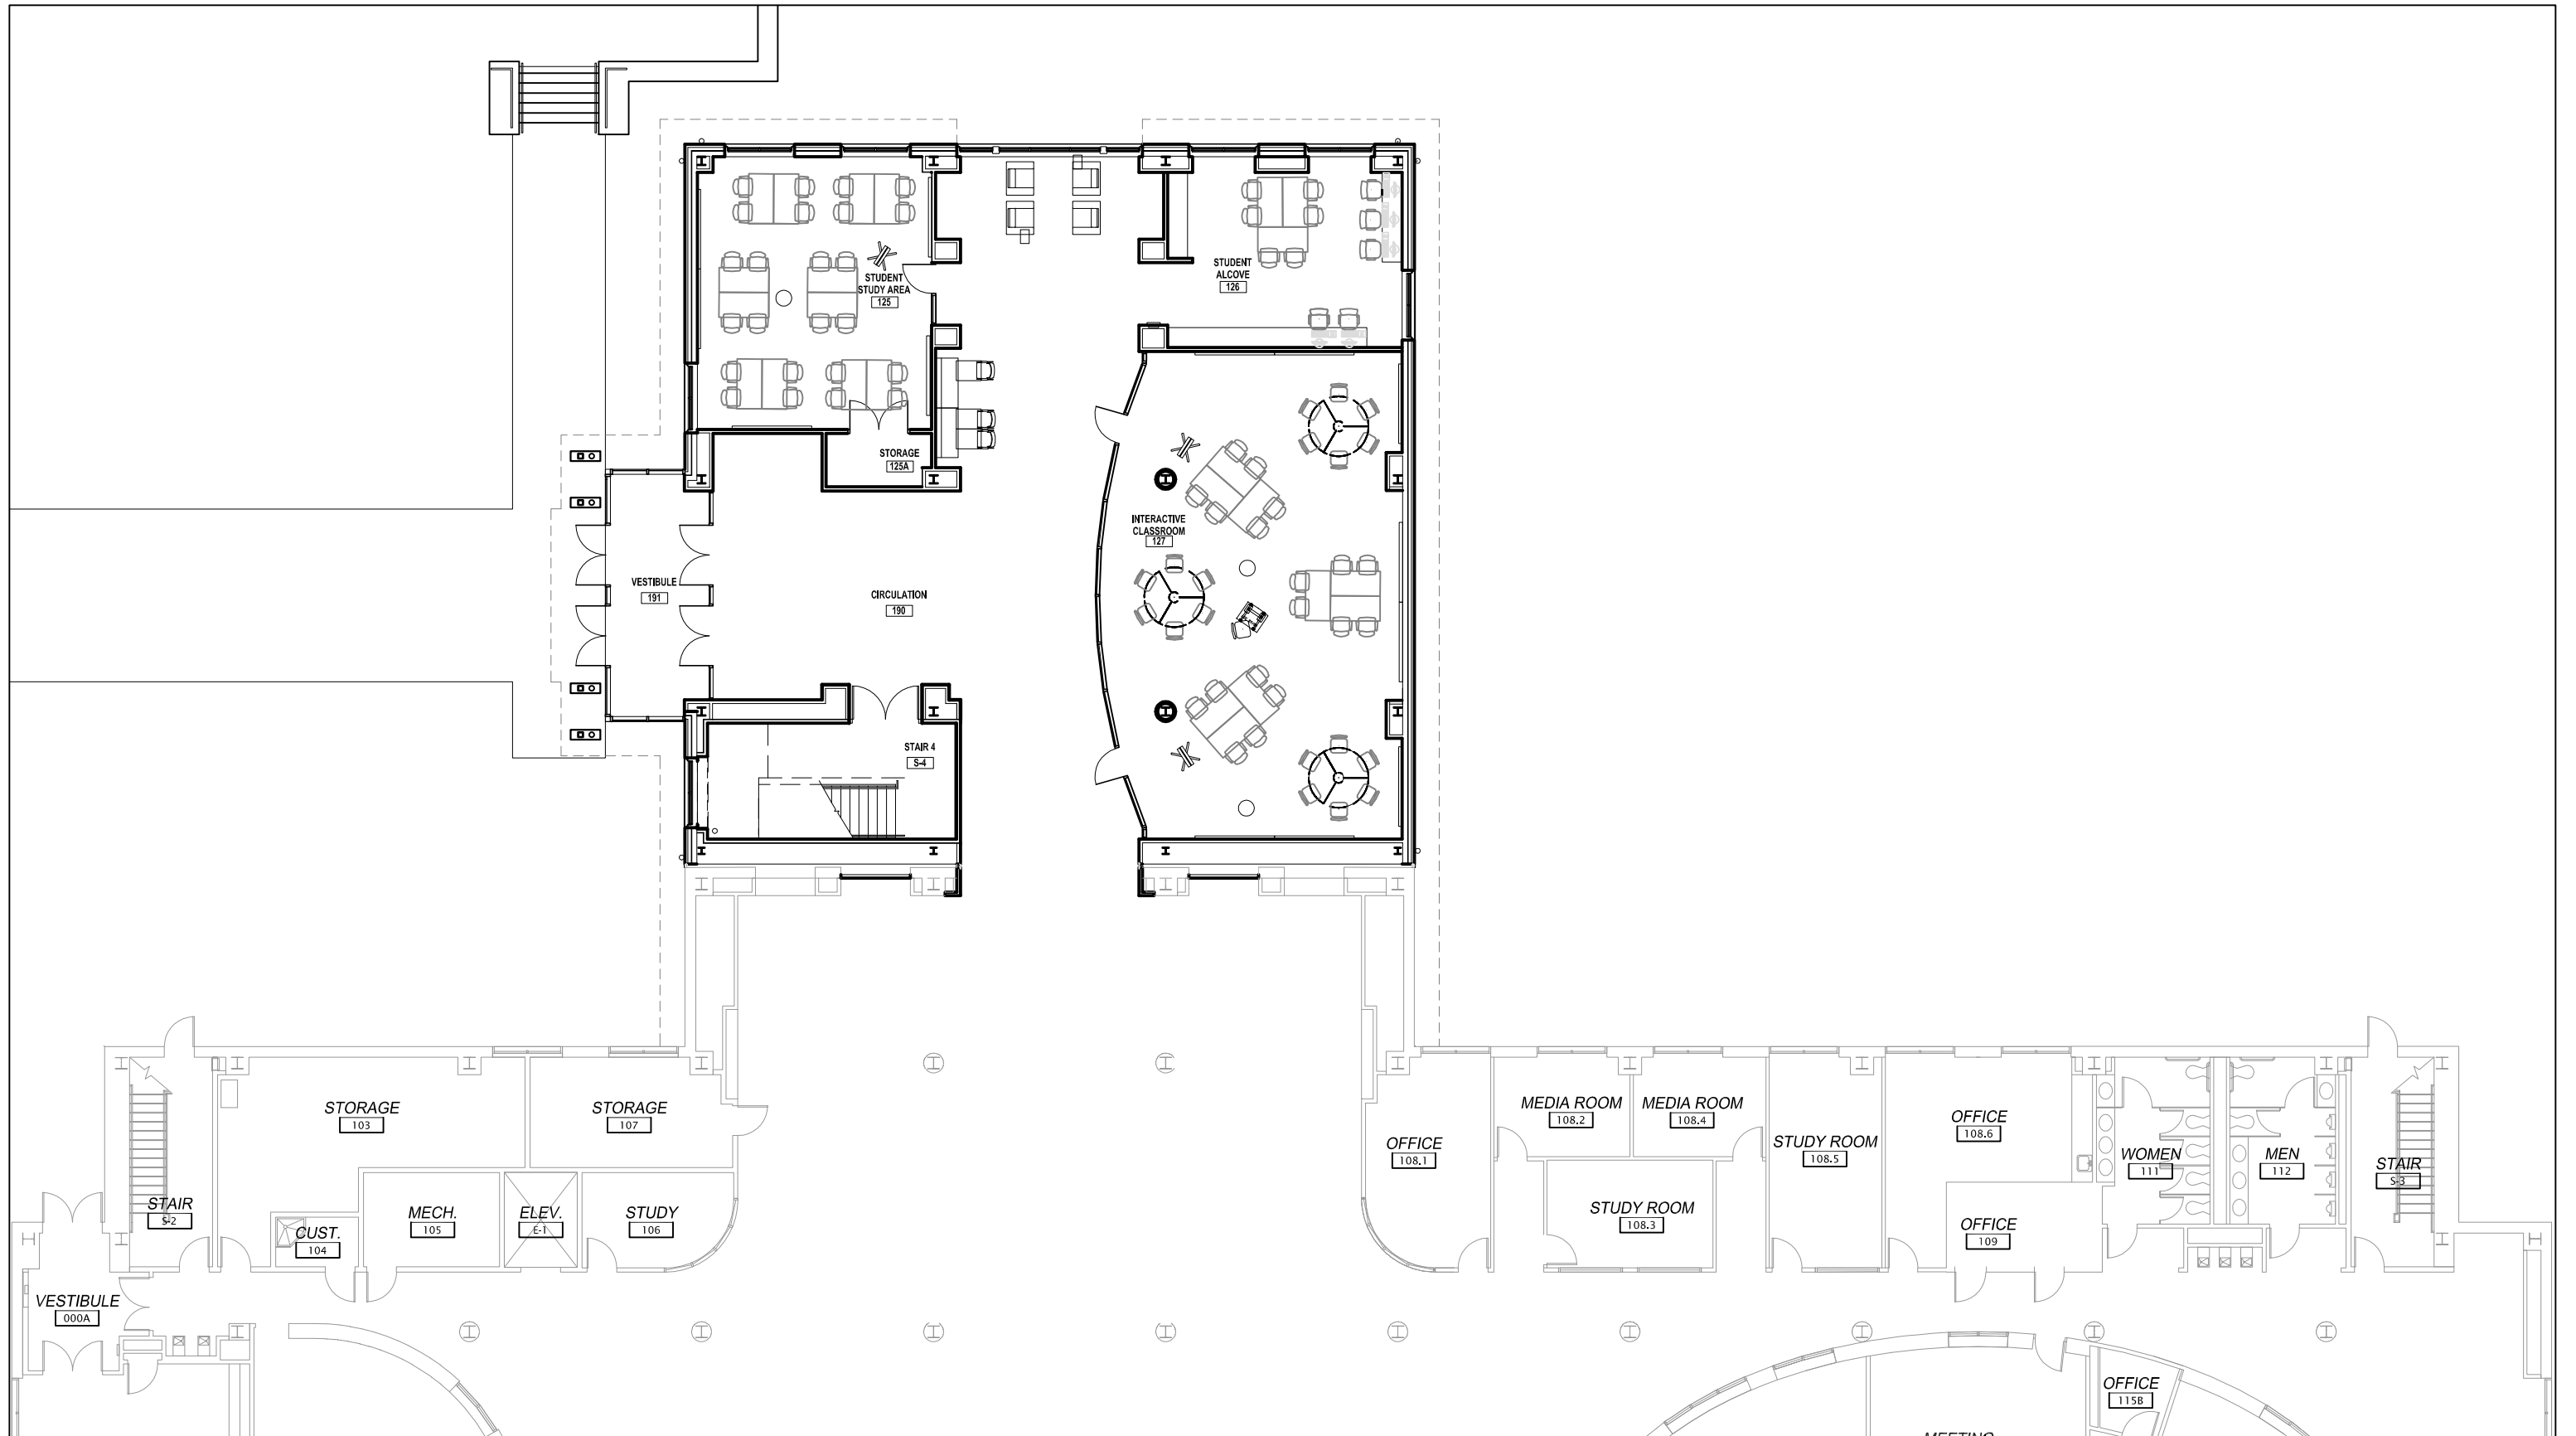 STUDENT
STUDY AREA
125
STUDENT
ALCOVE
126
STORAGE
125A
INTERACTIVE
CLASSROOM
127
VESTIBULE
191
CIRCULATION
190
STAIR 4
S-4
STORAGE
103
STORAGE
107
MEDIA ROOM
108.2
MEDIA ROOM
108.4
OFFICE
108.1
STUDY ROOM
108.5
OFFICE
108.6
WOMEN
111
MEN
112
STAIR
S-3
STAIR
S-2
CUST.
104
MECH.
105
ELEV.
E-1
STUDY
106
STUDY ROOM
108.3
OFFICE
109
VESTIBULE
000A
OFFICE
115B
MEETING